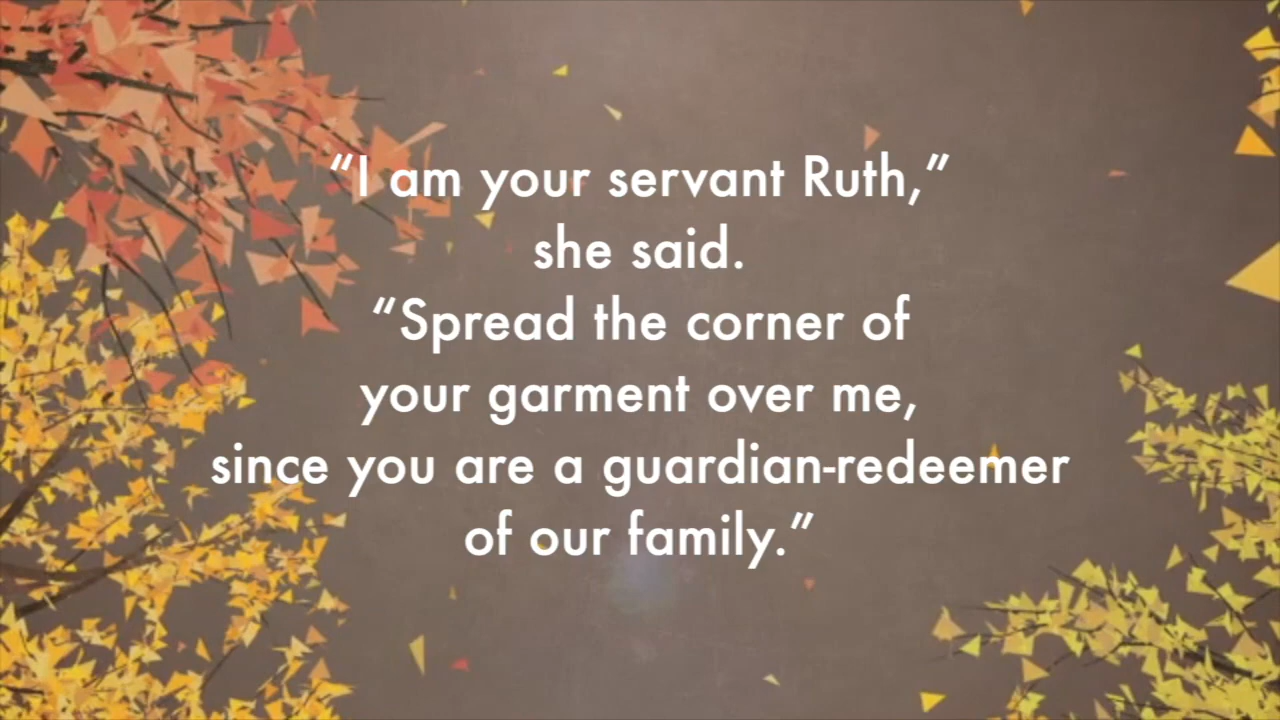 “I am your servant Ruth,”
she said.
“Spread the corner of
your garment over me,
since you are a guardian-redeemer
of our family.”